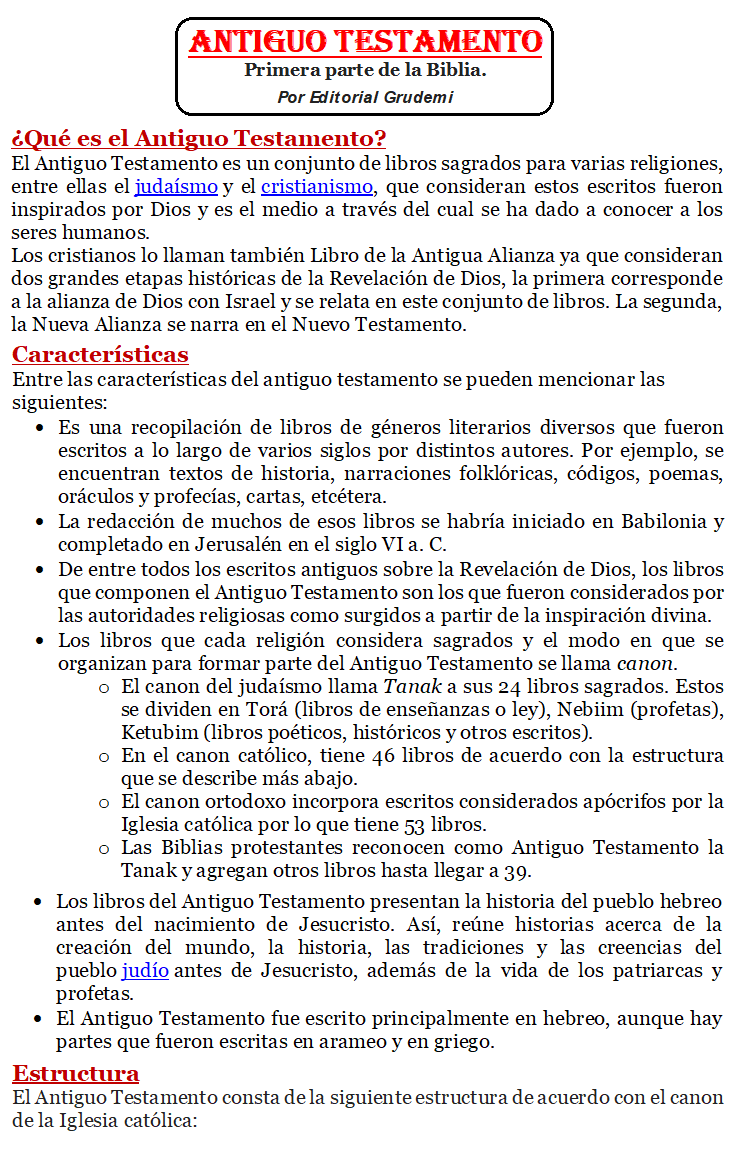 ANTIGUO TESTAMENTO
Primera parte de la Biblia.
Por Editorial Grudemi
¿Qué es el Antiguo Testamento?
El Antiguo Testamento es un conjunto de libros sagrados para varias religiones,
entre ellas el judaísmo y el cristianismo, que consideran estos escritos fueron
inspirados por Dios y es el medio a través del cual se ha dado a conocer a los
seres humanos.
Los cristianos lo llaman también Libro de la Antigua Alianza ya que consideran
dos grandes etapas históricas de la Revelación de Dios, la primera corresponde
a la alianza de Dios con Israel y se relata en este conjunto de libros. La segunda,
la Nueva Alianza se narra en el Nuevo Testamento.
Características
Entre las características del antiguo testamento se pueden mencionar las
siguientes:
• Es una recopilación de libros de géneros literarios diversos que fueron
escritos a lo largo de varios siglos por distintos autores. Por ejemplo, se
encuentran textos de historia, narraciones folklóricas, códigos, poemas,
oráculos y profecías, cartas, etcétera.
• La redacción de muchos de esos libros se habría iniciado en Babilonia y
completado en Jerusalén en el siglo VI a. C.
• De entre todos los escritos antiguos sobre la Revelación de Dios, los libros
que componen el Antiguo Testamento son los que fueron considerados por
las autoridades religiosas como surgidos a partir de la inspiración divina.
• Los libros que cada religión considera sagrados y el modo en que se
organizan para formar parte del Antiguo Testamento se llama canon.
o El canon del judaísmo llama Tanak a sus 24 libros sagrados. Estos
se dividen en Torá (libros de enseñanzas o ley), Nebiim (profetas),
Ketubim (libros poéticos, históricos y otros escritos).
o En el canon católico, tiene 46 libros de acuerdo con la estructura
que se describe más abajo.
o El canon ortodoxo incorpora escritos considerados apócrifos por la
Iglesia católica por lo que tiene 53 libros.
o Las Biblias protestantes reconocen como Antiguo Testamento la
Tanak y agregan otros libros hasta llegar a 39.
• Los libros del Antiguo Testamento presentan la historia del pueblo hebreo
antes del nacimiento de Jesucristo. Así, reúne historias acerca de la
creación del mundo, la historia, las tradiciones y las creencias del
pueblo judío antes de Jesucristo, además de la vida de los patriarcas y
profetas.
• El Antiguo Testamento fue escrito principalmente en hebreo, aunque hay
partes que fueron escritas en arameo y en griego.
Estructura
El Antiguo Testamento consta de la siguiente estructura de acuerdo con el canon
de la Iglesia católica: